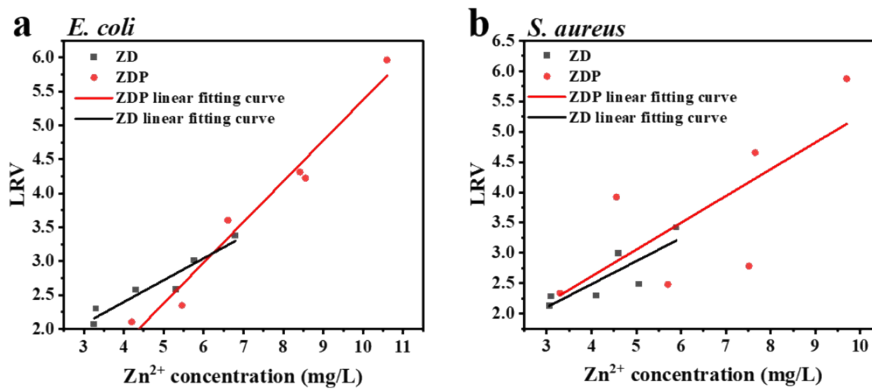 a E. coli
ZD
ZDP
ZDP linear fitting curve
ZD linear fitting curve
6.0
5.5
5.0
4.5
4.0
3.5
3.0
2.5
2.0
LRV
3 4 5 6 7 8 9 10 11
Zn²⁺ concentration (mg/L)
b S. aureus
ZD
ZDP
ZDP linear fitting curve
ZD linear fitting curve
6.5
6.0
5.5
5.0
4.5
4.0
3.5
3.0
2.5
2.0
LRV
3 4 5 6 7 8 9 10
Zn²⁺ concentration (mg/L)